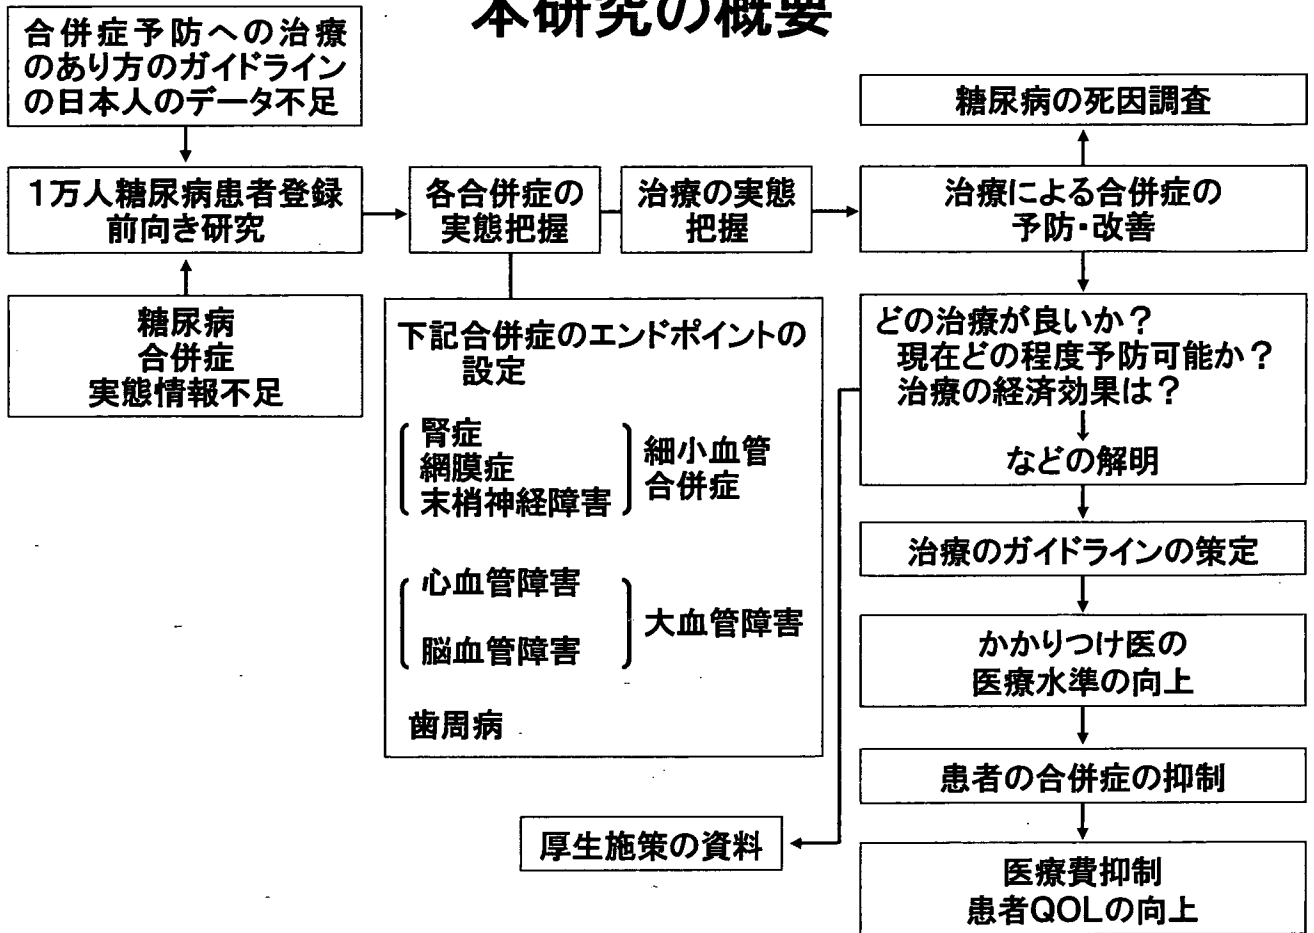 本研究の概要
合併症予防への治療
のあり方のガイドライン
の日本人のデータ不足
1万人糖尿病患者登録
前向き研究
糖尿病
合併症
実態情報不足
各合併症の
実態把握
治療の実態
把握
下記合併症のエンドポイントの
設定
腎症
網膜症
末梢神経障害
細小血管
合併症
心血管障害
脳血管障害
大血管障害
歯周病
糖尿病の死因調査
治療による合併症の
予防・改善
どの治療が良いか?
現在どの程度予防可能か?
治療の経済効果は?
などの解明
治療のガイドラインの策定
かかりつけ医の
医療水準の向上
患者の合併症の抑制
医療費抑制
患者QOLの向上
厚生施策の資料